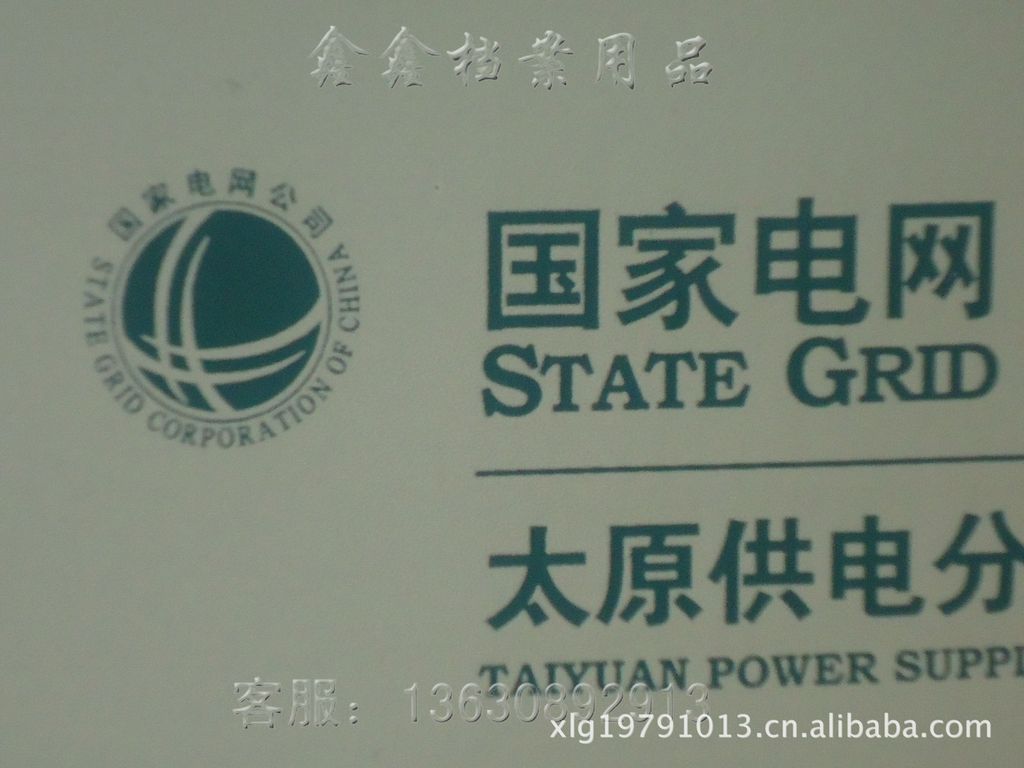 鑫鑫档案用品
国家电网公司
STATE GRID CORPORATION OF CHINA
国家电网
STATE GRID
太原供电分
TAIYUAN POWER SUPPL
客服：13630892913
xlg19791013.cn.alibaba.com